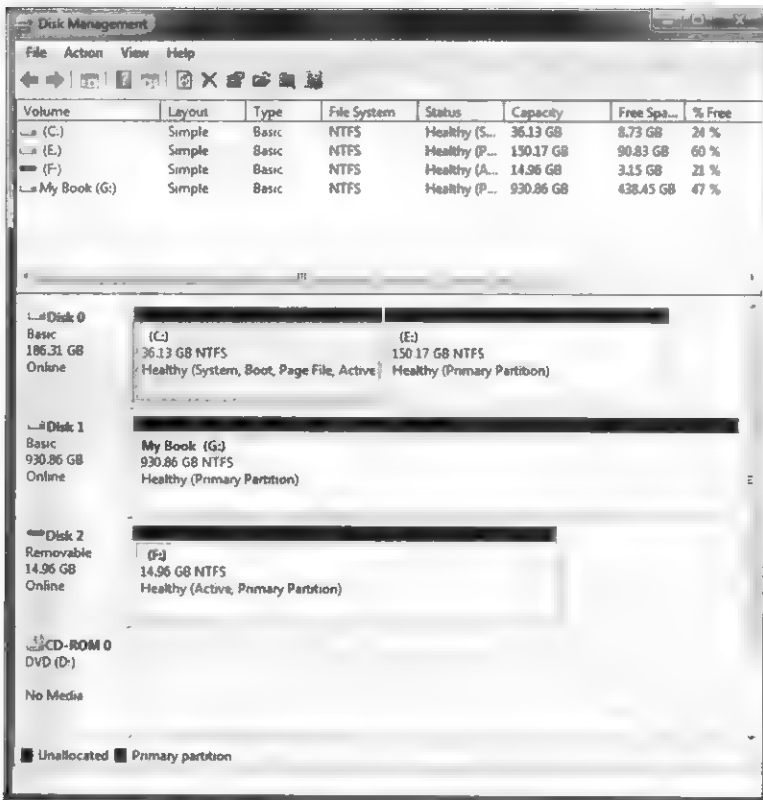 Disk Management
File Action View Help
Volume Layout Type File System Status Capacity Free Spa... % Free
(C:) Simple Basic NTFS Healthy (S... 36.13 GB 8.73 GB 24 %
(E:) Simple Basic NTFS Healthy (P... 150.17 GB 90.83 GB 60 %
(F:) Simple Basic NTFS Healthy (A... 14.96 GB 3.15 GB 21 %
My Book (G:) Simple Basic NTFS Healthy (P... 930.86 GB 438.45 GB 47 %
Disk 0
Basic
186.31 GB
Online
(C:)
36.13 GB NTFS
Healthy (System, Boot, Page File, Active
(E:)
150.17 GB NTFS
Healthy (Primary Partition)
Disk 1
Basic
930.86 GB
Online
My Book (G:)
930.86 GB NTFS
Healthy (Primary Partition)
Disk 2
Removable
14.96 GB
Online
(F:)
14.96 GB NTFS
Healthy (Active, Primary Partition)
CD-ROM 0
DVD (D:)
No Media
Unallocated Primary partition